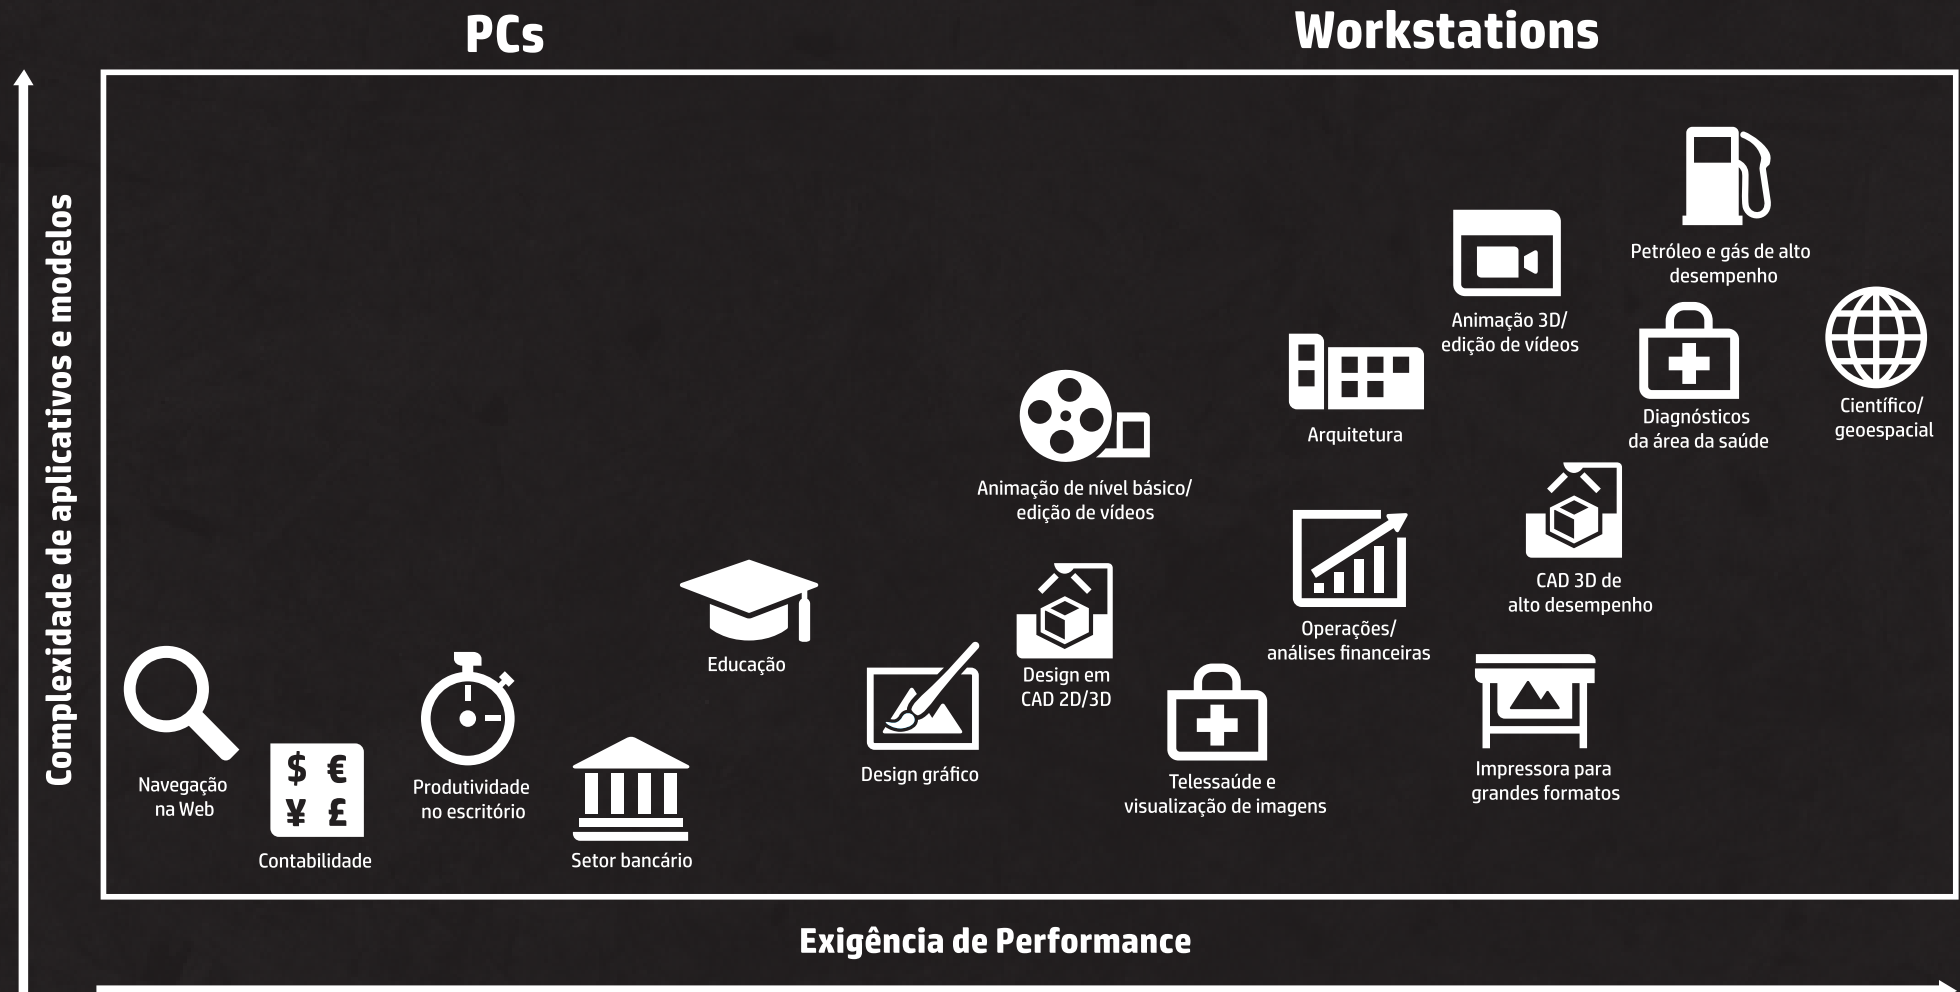 PCs
Workstations
Complexidade de aplicativos e modelos
Petróleo e gás de alto
desempenho
Animação 3D/
edição de vídeos
Diagnósticos
da área da saúde
Científico/
geoespacial
Arquitetura
Animação de nível básico/
edição de vídeos
CAD 3D de
alto desempenho
Operações/
análises financeiras
Educação
Design em
CAD 2D/3D
Navegação
na Web
$ €
¥ £
Contabilidade
Produtividade
no escritório
Setor bancário
Design gráfico
Telessaúde e
visualização de imagens
Impressora para
grandes formatos
Exigência de Performance